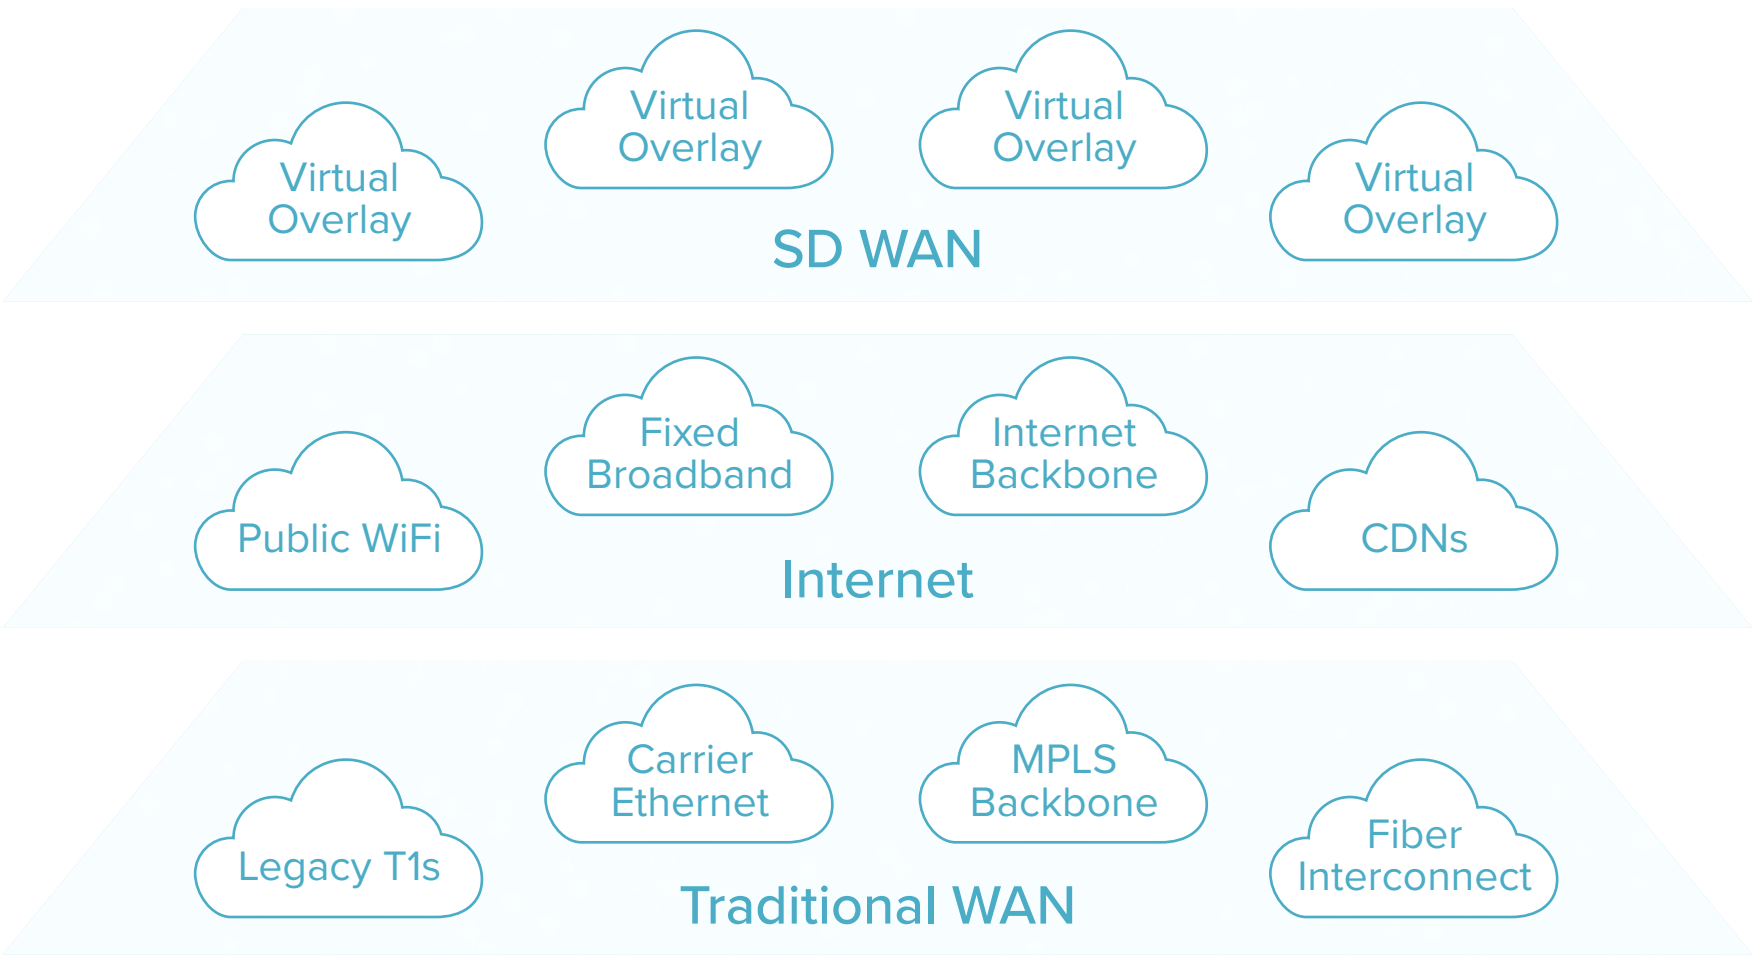 Virtual
Overlay
Virtual
Overlay
Virtual
Overlay
Virtual
Overlay
SD WAN
Public WiFi
Fixed
Broadband
Internet
Backbone
CDNs
Internet
Legacy T1s
Carrier
Ethernet
MPLS
Backbone
Fiber
Interconnect
Traditional WAN